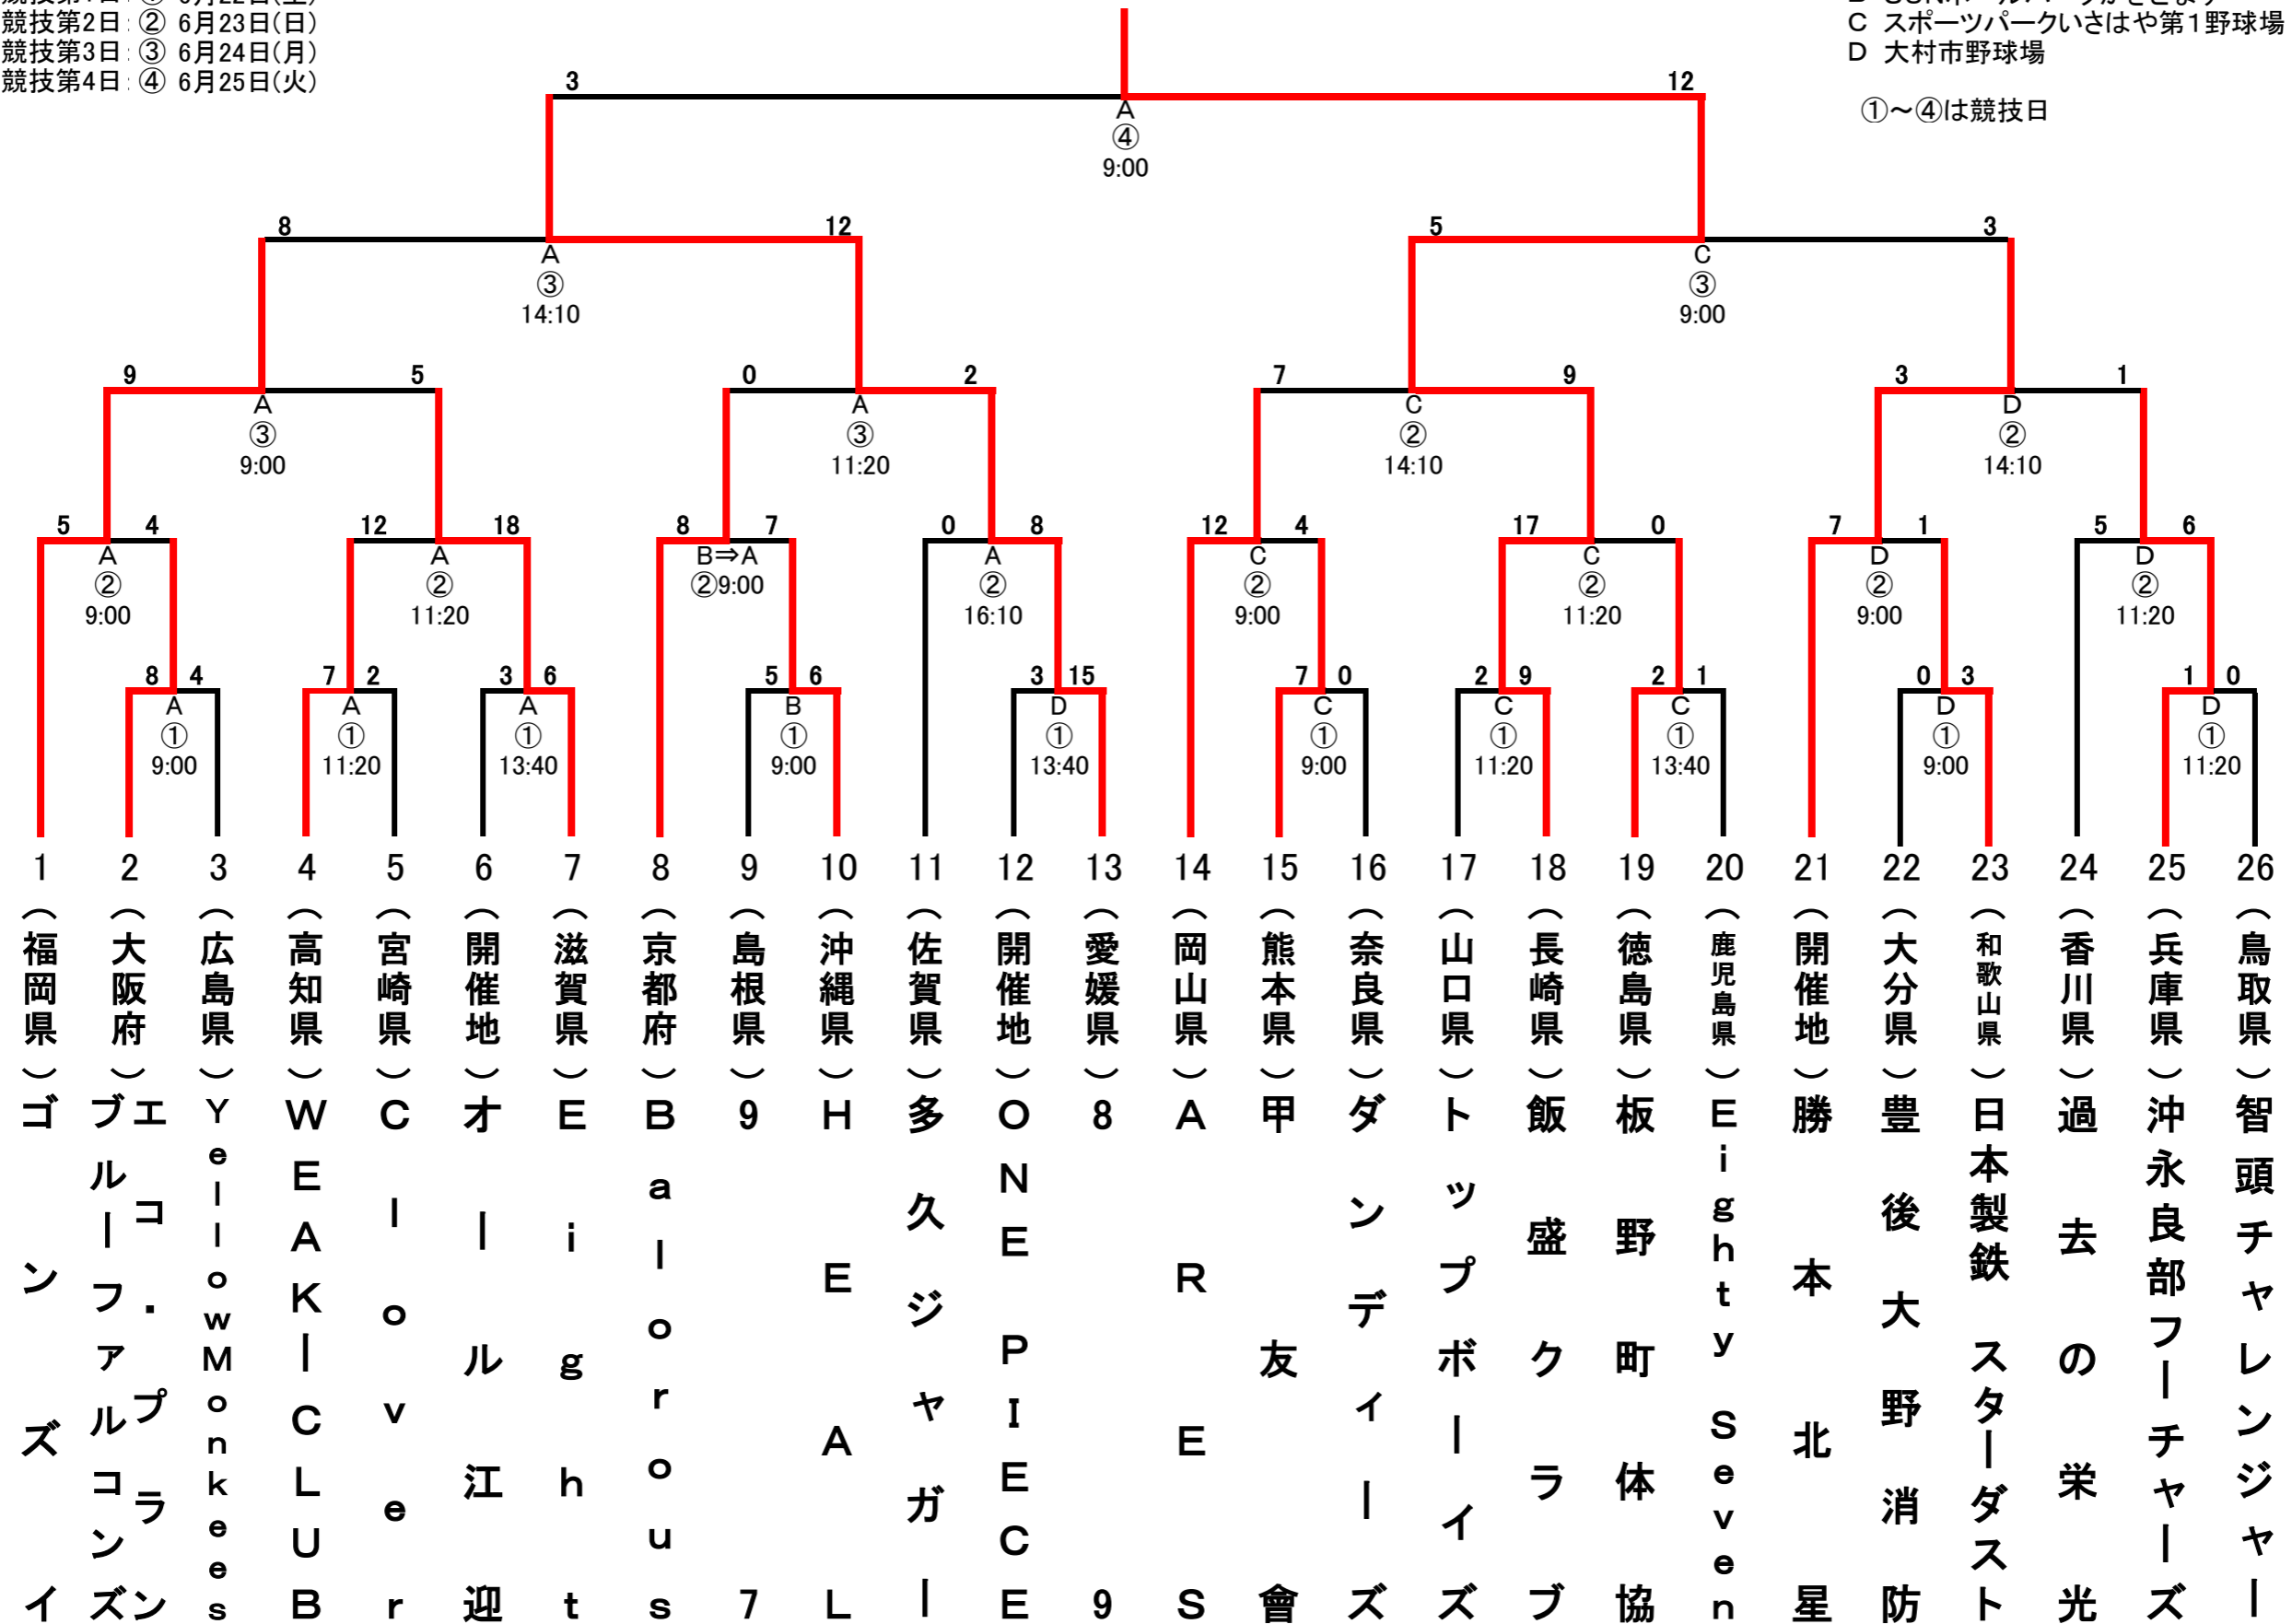 競技第2日：② 6月23日(日)
競技第3日：③ 6月24日(月)
競技第4日：④ 6月25日(火)
C スポーツパークいさはや第1野球場
D 大村市野球場
①～④は競技日
3 12
A
④
9:00
8 12
A
③
14:10
5 3
C
③
9:00
9 5
A
③
9:00
0 2
A
③
11:20
7 9
C
②
14:10
3 1
D
②
14:10
5 4
A
②
9:00
12 18
A
②
11:20
8 7
B⇒A
②9:00
0 8
A
②
16:10
12 4
C
②
9:00
17 0
C
②
11:20
7 1
D
②
9:00
5 6
D
②
11:20
8 4
A
①
9:00
7 2
A
①
11:20
3 6
A
①
13:40
5 6
B
①
9:00
3 15
D
①
13:40
7 0
C
①
9:00
2 9
C
①
11:20
2 1
C
①
13:40
0 3
D
①
9:00
1 0
D
①
11:20
1 （福岡県）ゴンズイ
2 （大阪府）エコ．プラン
ブルーファルコンズ
3 （広島県）YellowMonkees
4 （高知県）WEAK－CLUB
5 （宮崎県）Clover
6 （開催地）オール江迎
7 （滋賀県）Eights
8 （京都府）Balorous
9 （島根県）97
10 （沖縄県）HEAL
11 （佐賀県）多久ジャガー
12 （開催地）ONE PIECE
13 （愛媛県）89
14 （岡山県）ARES
15 （熊本県）甲友會
16 （奈良県）ダンディーズ
17 （山口県）トップボーイズ
18 （長崎県）飯盛クラブ
19 （徳島県）板野町体協
20 （鹿児島県）Eighty Seven
21 （開催地）勝本北星
22 （大分県）豊後大野消防
23 （和歌山県）日本製鉄 スターダスト
24 （香川県）過去の栄光
25 （兵庫県）沖永良部フーチャーズ
26 （鳥取県）智頭チャレンジャー